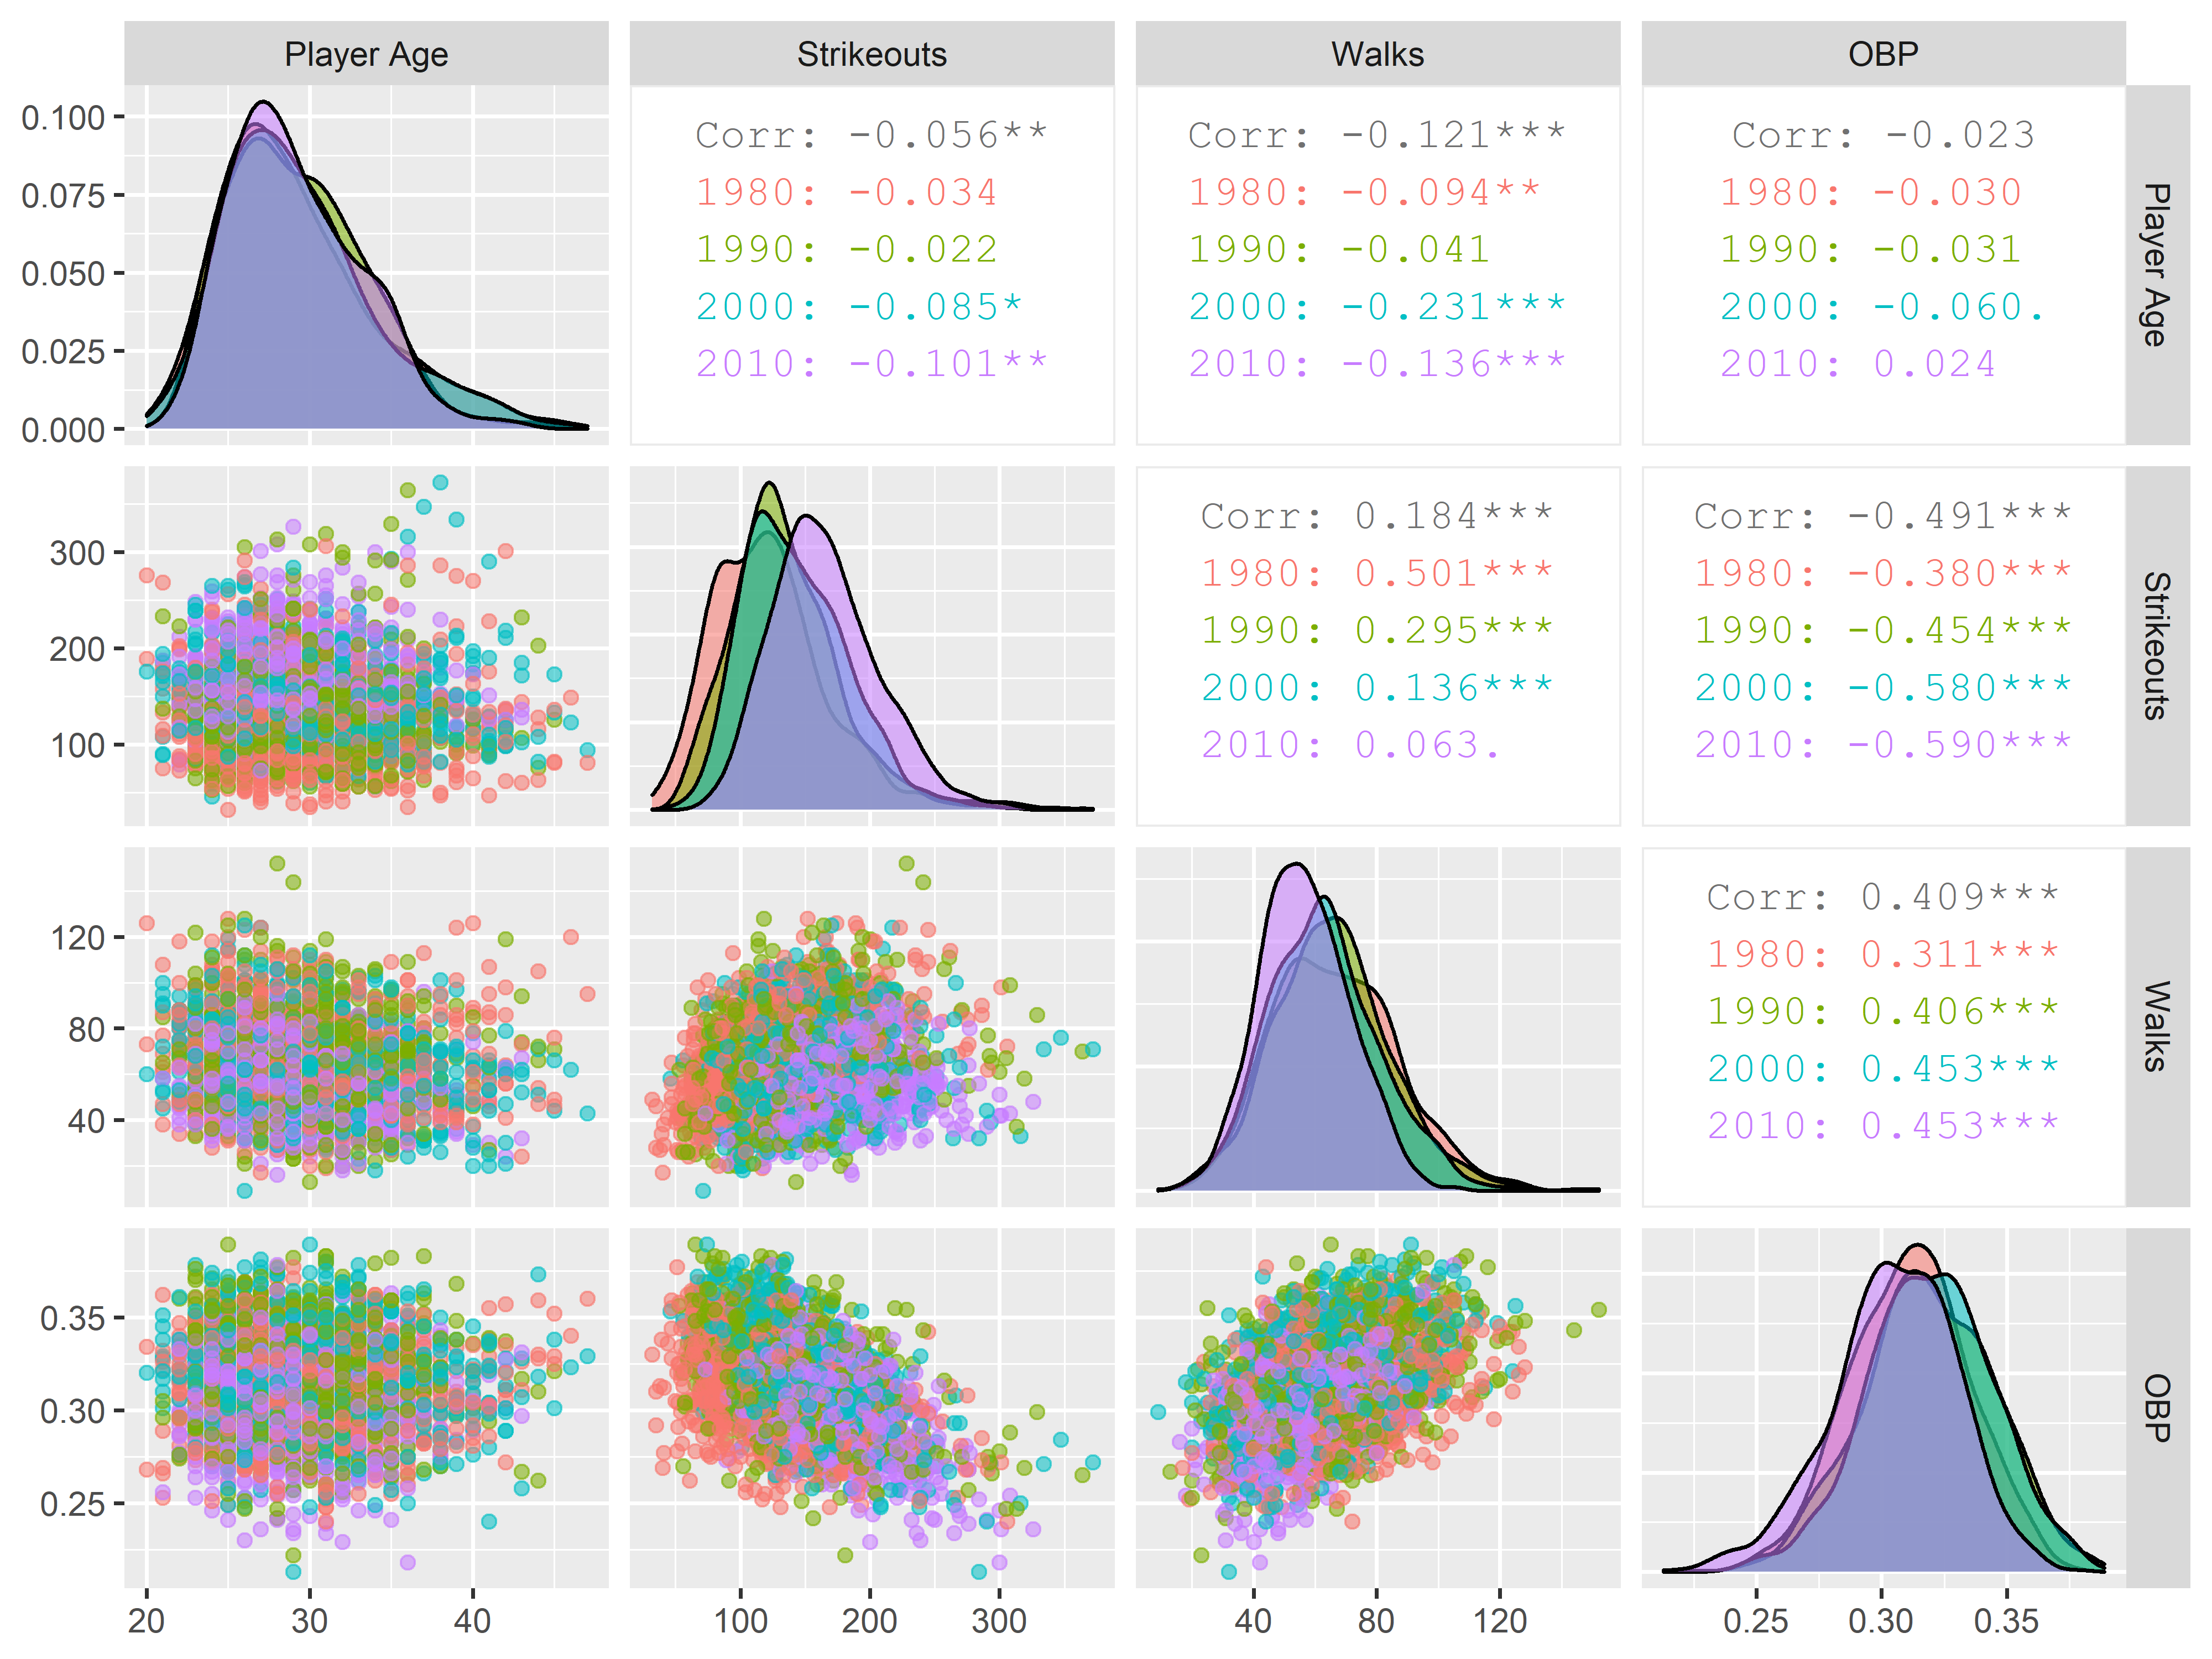 Player Age
Strikeouts
Walks
OBP
0.100
0.075
0.050
0.025
0.000
Corr: -0.056**
1980: -0.034
1990: -0.022
2000: -0.085*
2010: -0.101**
Corr: -0.121***
1980: -0.094**
1990: -0.041
2000: -0.231***
2010: -0.136***
Corr: -0.023
1980: -0.030
1990: -0.031
2000: -0.060.
2010: 0.024
Player Age
300
200
100
Corr: 0.184***
1980: 0.501***
1990: 0.295***
2000: 0.136***
2010: 0.063.
Corr: -0.491***
1980: -0.380***
1990: -0.454***
2000: -0.580***
2010: -0.590***
Strikeouts
120
80
40
Corr: 0.409***
1980: 0.311***
1990: 0.406***
2000: 0.453***
2010: 0.453***
Walks
0.35
0.30
0.25
OBP
20 30 40
100 200 300
40 80 120
0.25 0.30 0.35